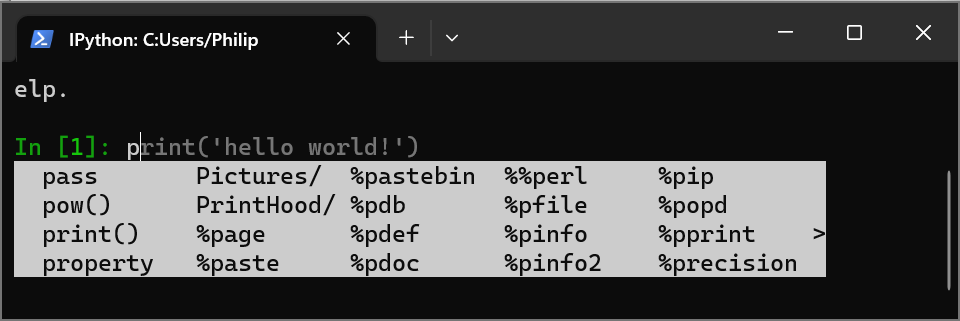 IPython: C:Users/Philip
elp.
In [1]: print('hello world!')
pass Pictures/ %pastebin %%perl %pip
pow() PrintHood/ %pdb %pfile %popd
print() %page %pdef %pinfo %pprint >
property %paste %pdoc %pinfo2 %precision